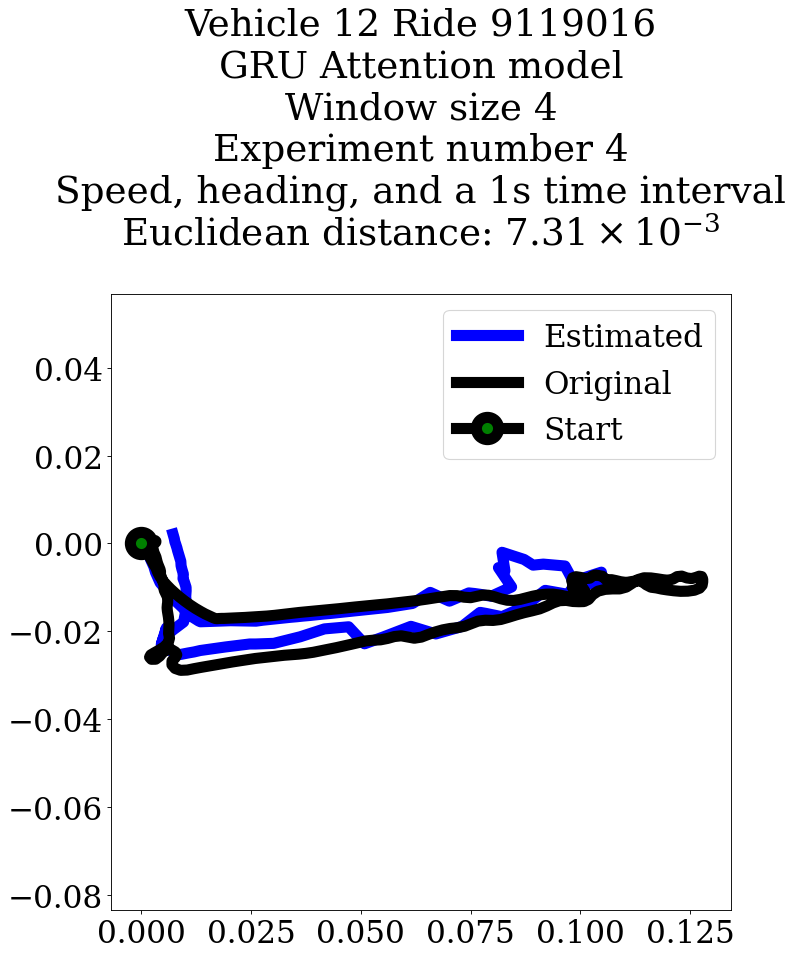 Vehicle 12 Ride 9119016
GRU Attention model
Window size 4
Experiment number 4
Speed, heading, and a 1s time interval
Euclidean distance: 7.31 × 10⁻³
Estimated
Original
Start
0.04
0.02
0.00
−0.02
−0.04
−0.06
−0.08
0.000 0.025 0.050 0.075 0.100 0.125